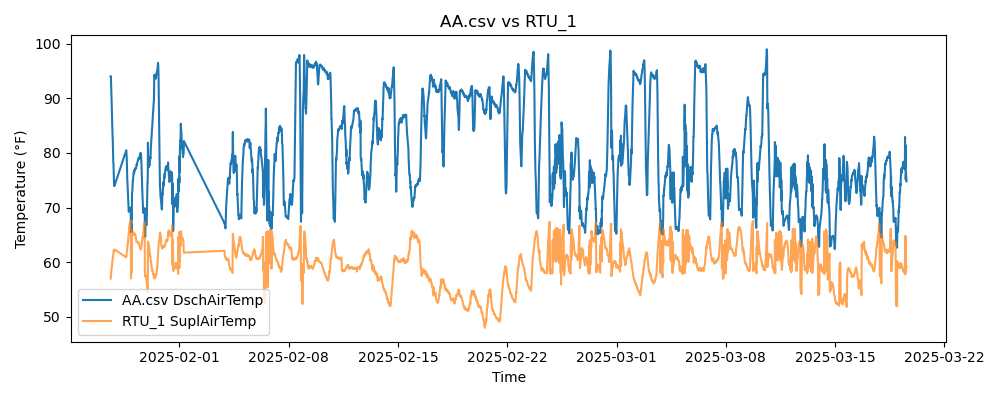 AA.csv vs RTU_1
Temperature (°F)
100
90
80
70
60
50
AA.csv DschAirTemp
RTU_1 SuplAirTemp
2025-02-01 2025-02-08 2025-02-15 2025-02-22 2025-03-01 2025-03-08 2025-03-15 2025-03-22
Time